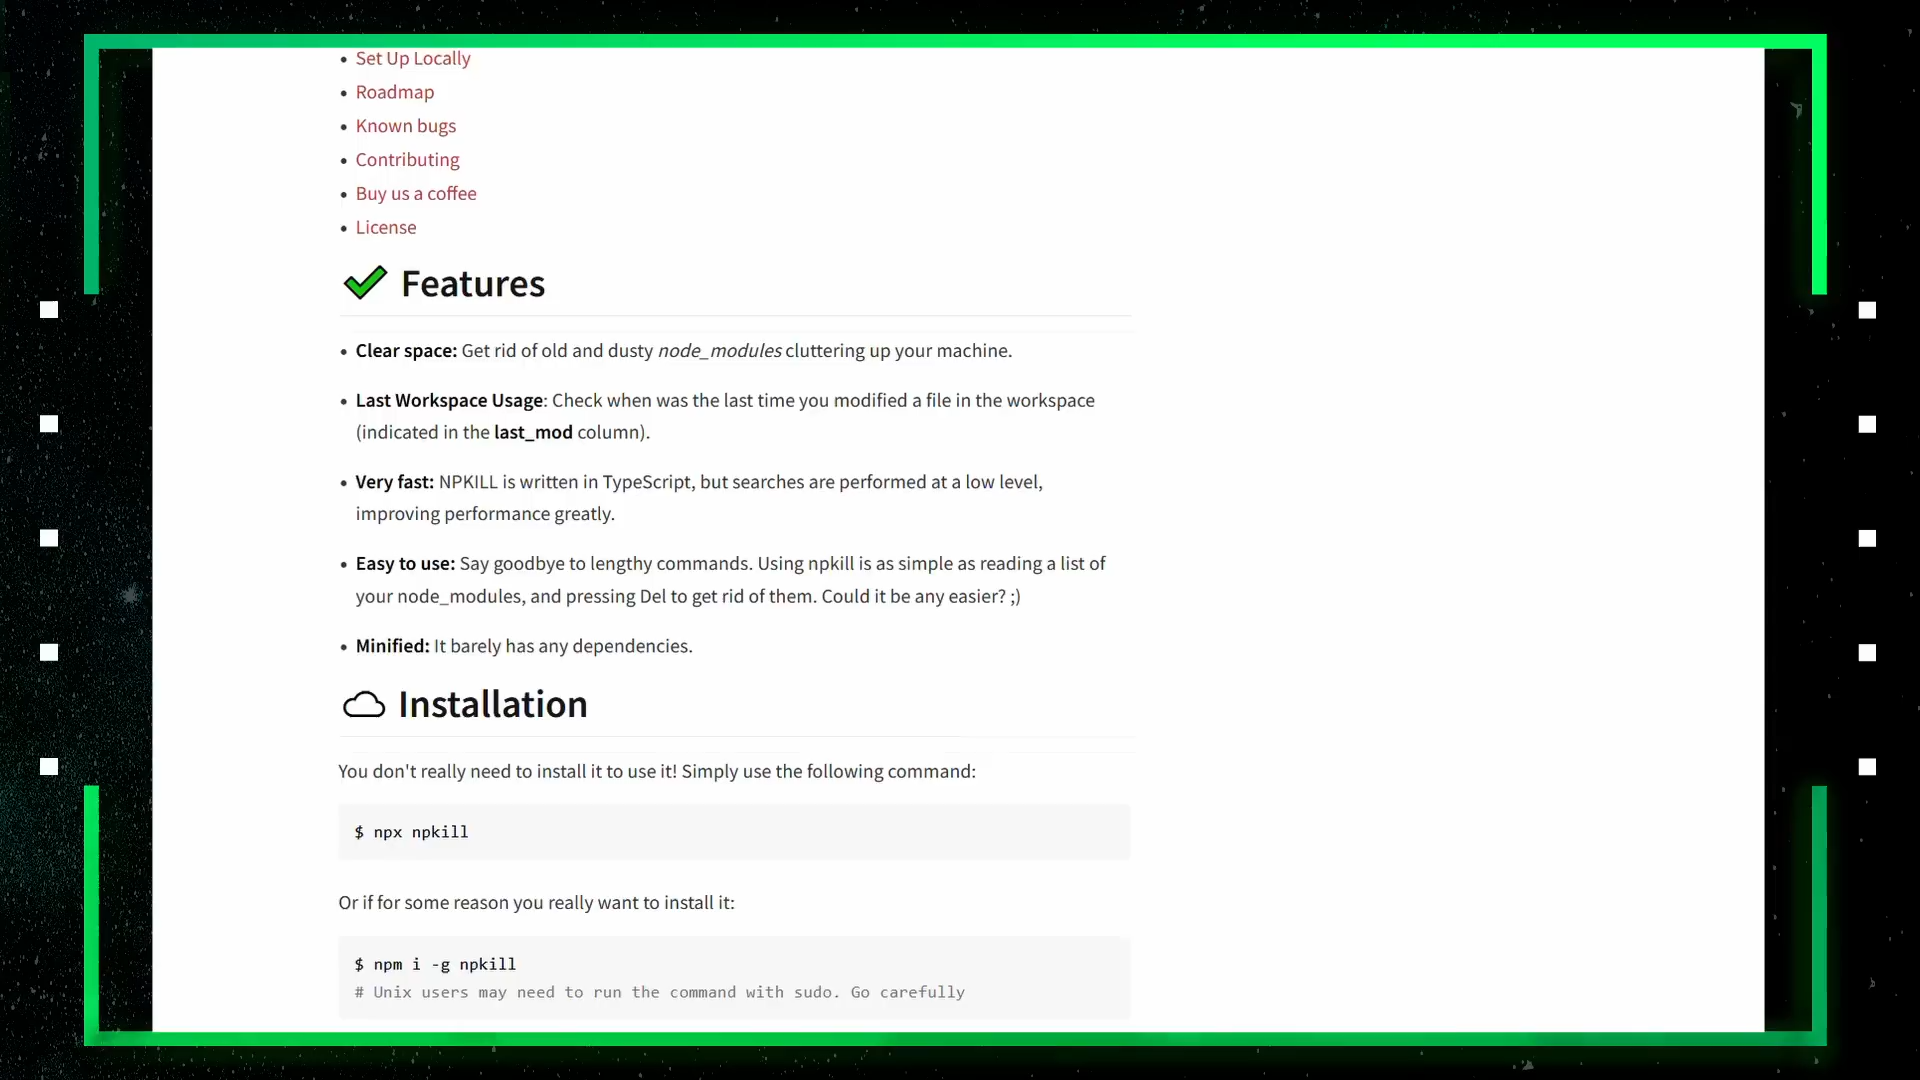 Set Up Locally
Roadmap
Known bugs
Contributing
Buy us a coffee
License
Features
Clear space: Get rid of old and dusty node_modules cluttering up your machine.
Last Workspace Usage: Check when was the last time you modified a file in the workspace
(indicated in the last_mod column).
Very fast: NPKILL is written in TypeScript, but searches are performed at a low level,
improving performance greatly.
Easy to use: Say goodbye to lengthy commands. Using npkill is as simple as reading a list of
your node_modules, and pressing Del to get rid of them. Could it be any easier? ;)
Minified: It barely has any dependencies.
Installation
You don't really need to install it to use it! Simply use the following command:
$ npx npkill
Or if for some reason you really want to install it:
$ npm i -g npkill
# Unix users may need to run the command with sudo. Go carefully